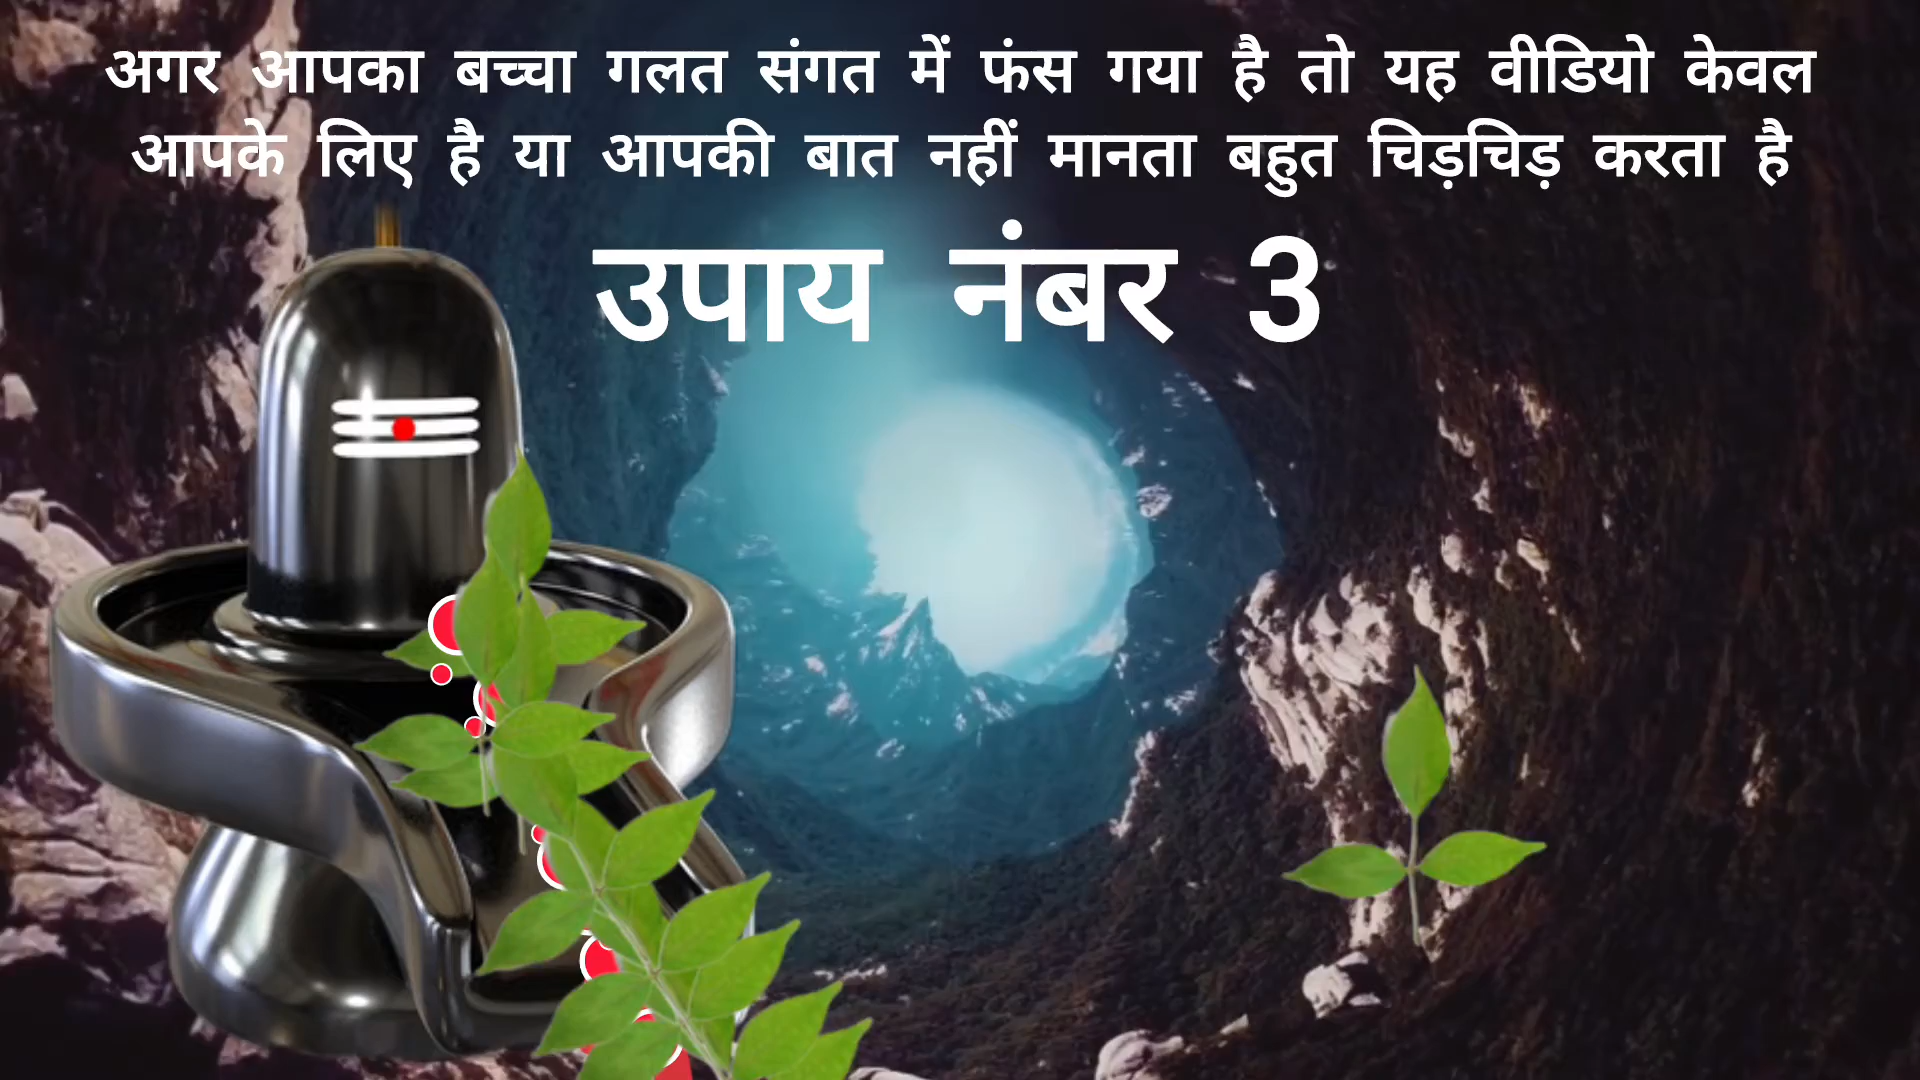 अगर आपका बच्चा गलत संगत में फंस गया है तो यह वीडियो केवल
आपके लिए है या आपकी बात नहीं मानता बहुत चिड़चिड़ करता है
उपाय नंबर 3